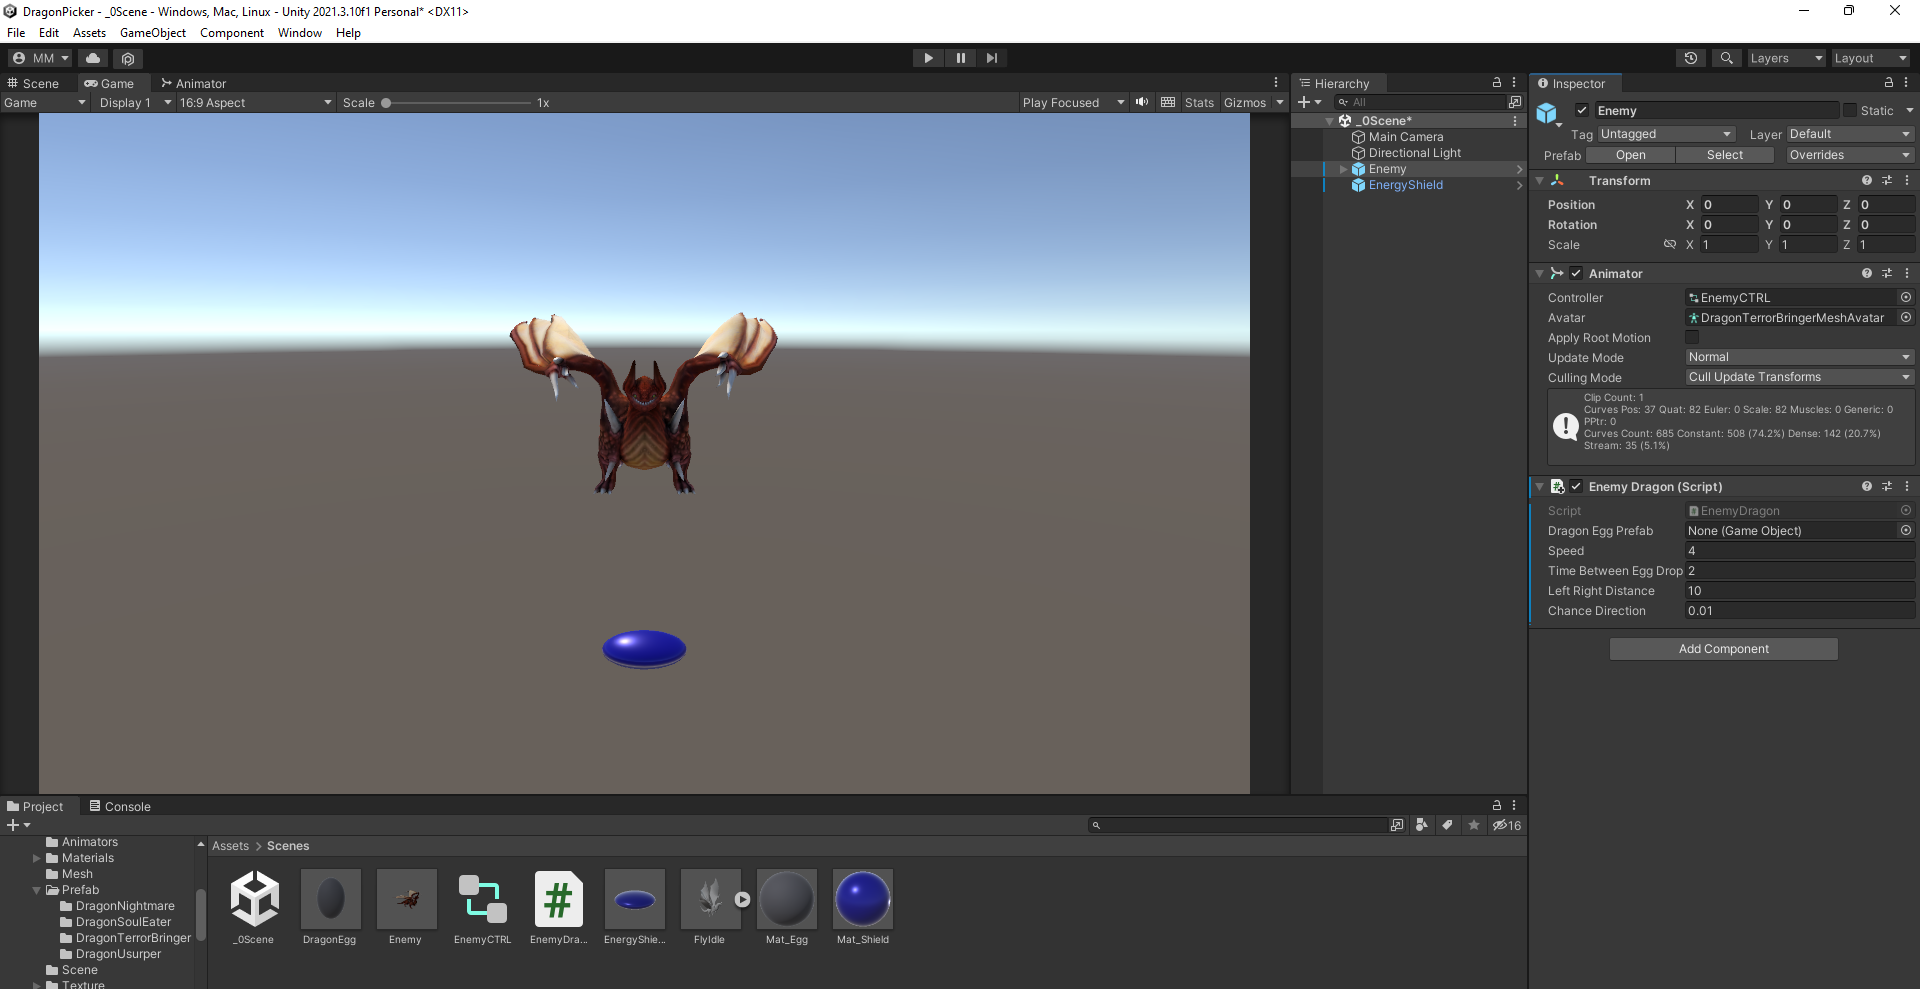 DragonPicker - _0Scene - Windows, Mac, Linux - Unity 2021.3.10f1 Personal* <DX11>
File Edit Assets GameObject Component Window Help
MM
Layers Layout
Scene Game Animator
Game Display 1 16:9 Aspect Scale 1x Play Focused Stats Gizmos
Hierarchy
All
_0Scene*
Main Camera
Directional Light
Enemy
EnergyShield
Inspector
Enemy Static
Tag Untagged Layer Default
Prefab Open Select Overrides
Transform
Position X 0 Y 0 Z 0
Rotation X 0 Y 0 Z 0
Scale X 1 Y 1 Z 1
Animator
Controller EnemyCTRL
Avatar DragonTerrorBringerMeshAvatar
Apply Root Motion
Update Mode Normal
Culling Mode Cull Update Transforms
Clip Count: 1
Curves Pos: 37 Quat: 82 Euler: 0 Scale: 82 Muscles: 0 Generic: 0
PPtr: 0
Curves Count: 685 Constant: 508 (74.2%) Dense: 142 (20.7%)
Stream: 35 (5.1%)
Enemy Dragon (Script)
Script EnemyDragon
Dragon Egg Prefab None (Game Object)
Speed 4
Time Between Egg Drop 2
Left Right Distance 10
Chance Direction 0.01
Add Component
Project Console
16
Animators
Materials
Mesh
Prefab
DragonNightmare
DragonSoulEater
DragonTerrorBringer
DragonUsurper
Scene
Texture
Assets > Scenes
_0Scene DragonEgg Enemy EnemyCTRL EnemyDra... EnergyShie... FlyIdle Mat_Egg Mat_Shield